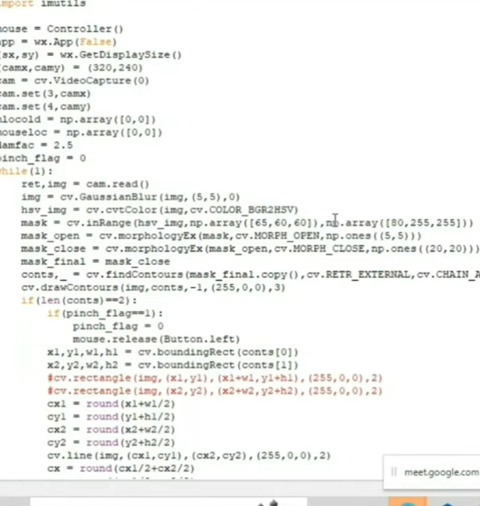 import imutils
mouse = Controller()
app = wx.App(False)
(sx,sy) = wx.GetDisplaySize()
(camx,camy) = (320,240)
cam = cv.VideoCapture(0)
cam.set(3,camx)
cam.set(4,camy)
mlocold = np.array([0,0])
mouseloc = np.array([0,0])
damfac = 2.5
pinch_flag = 0
while(1):
ret,img = cam.read()
img = cv.GaussianBlur(img,(5,5),0)
hsv_img = cv.cvtColor(img,cv.COLOR_BGR2HSV)
mask = cv.inRange(hsv_img,np.array([65,60,60]),np.array([80,255,255]))
mask_open = cv.morphologyEx(mask,cv.MORPH_OPEN,np.ones((5,5)))
mask_close = cv.morphologyEx(mask_open,cv.MORPH_CLOSE,np.ones((20,20)))
mask_final = mask_close
conts,_ = cv.findContours(mask_final.copy(),cv.RETR_EXTERNAL,cv.CHAIN_A
cv.drawContours(img,conts,-1,(255,0,0),3)
if(len(conts)==2):
if(pinch_flag==1):
pinch_flag = 0
mouse.release(Button.left)
x1,y1,w1,h1 = cv.boundingRect(conts[0])
x2,y2,w2,h2 = cv.boundingRect(conts[1])
#cv.rectangle(img,(x1,y1),(x1+w1,y1+h1),(255,0,0),2)
#cv.rectangle(img,(x2,y2),(x2+w2,y2+h2),(255,0,0),2)
cx1 = round(x1+w1/2)
cy1 = round(y1+h1/2)
cx2 = round(x2+w2/2)
cy2 = round(y2+h2/2)
cv.line(img,(cx1,cy1),(cx2,cy2),(255,0,0),2)
cx = round(cx1/2+cx2/2)
meet.google.com